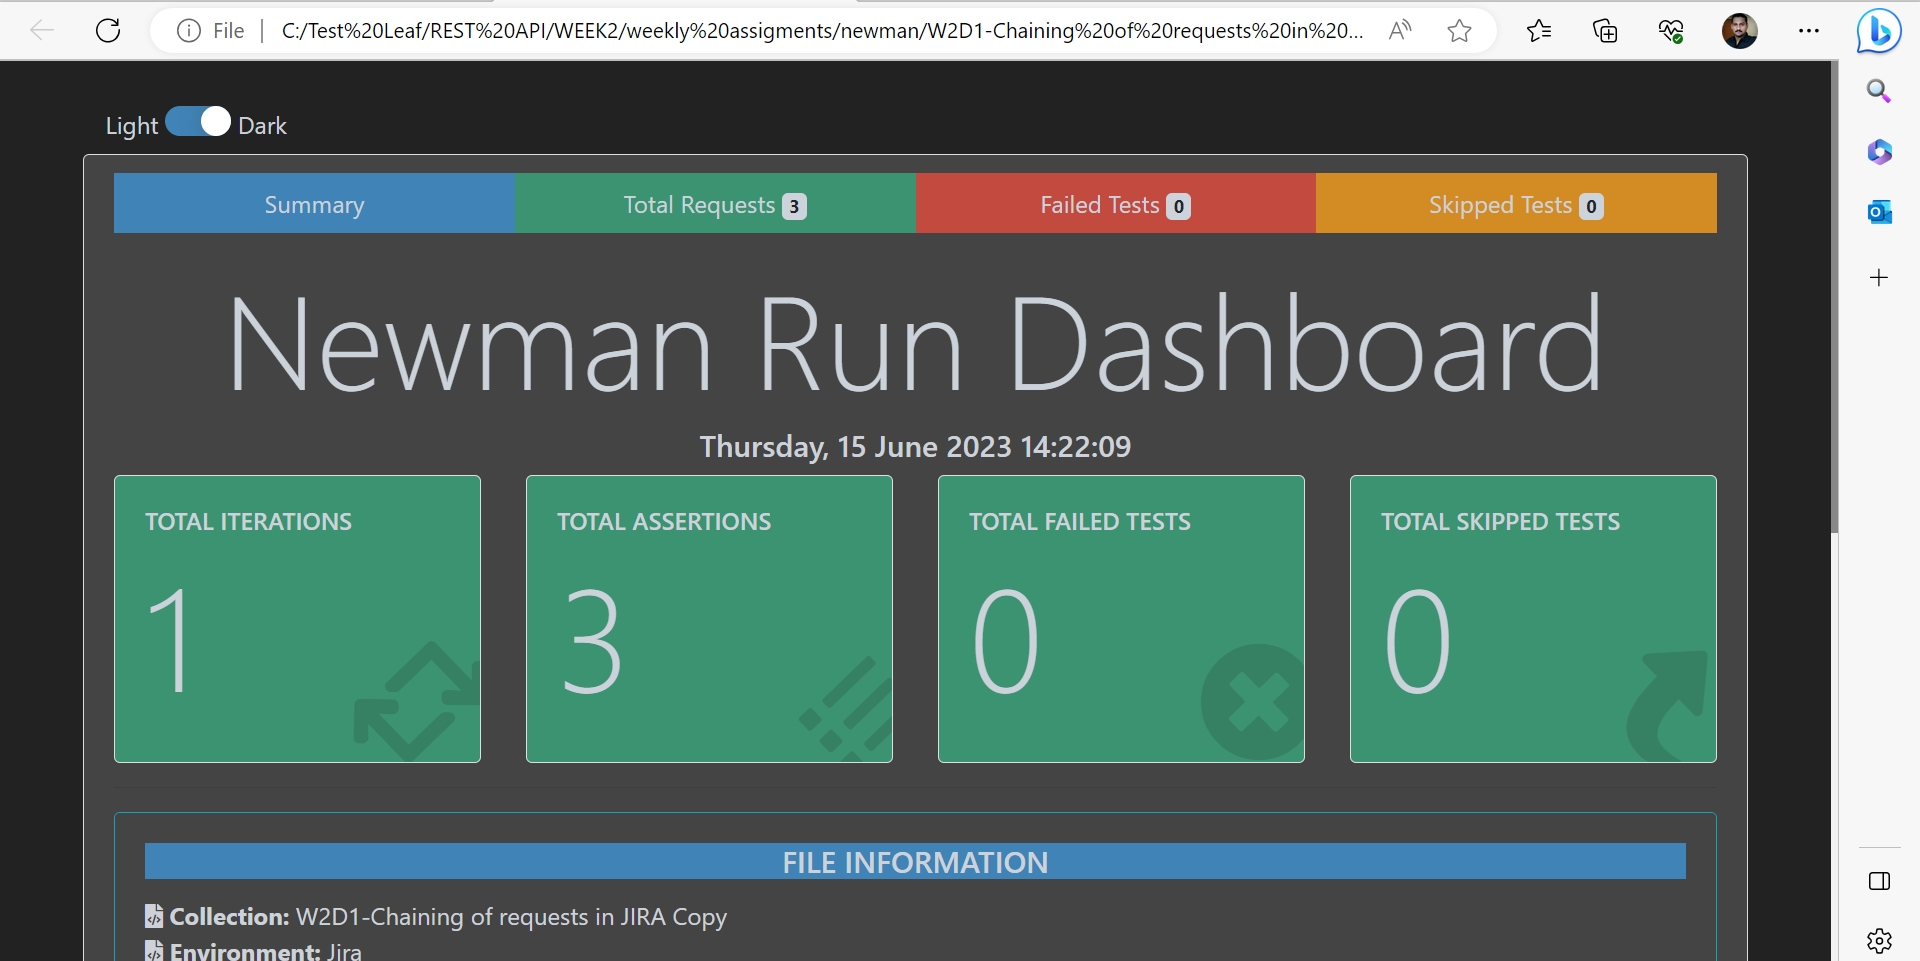 File C:/Test%20Leaf/REST%20API/WEEK2/weekly%20assigments/newman/W2D1-Chaining%20of%20requests%20in%20...
Light Dark
Summary Total Requests 3 Failed Tests 0 Skipped Tests 0
Newman Run Dashboard
Thursday, 15 June 2023 14:22:09
TOTAL ITERATIONS TOTAL ASSERTIONS TOTAL FAILED TESTS TOTAL SKIPPED TESTS
1 3 0 0
FILE INFORMATION
Collection: W2D1-Chaining of requests in JIRA Copy
Environment: Jira